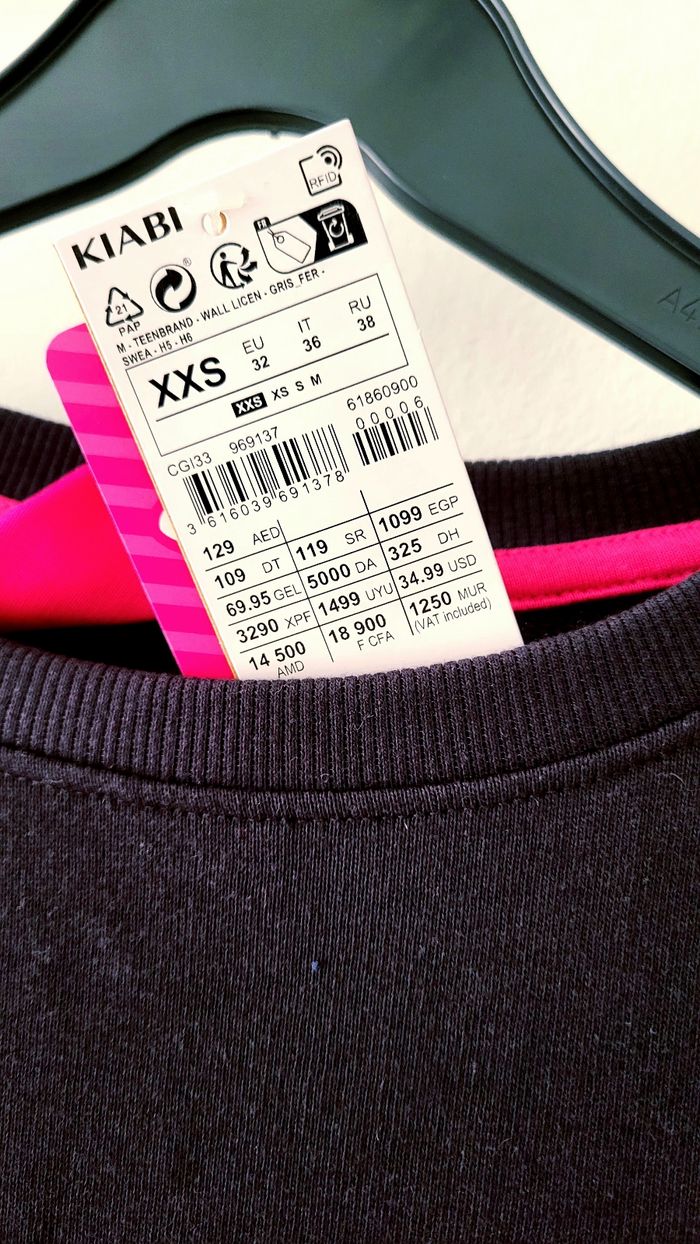 RFID
KIABI
FR
21
PAP
M - TEENBRAND - WALL LICEN - GRIS_FER -
SWEA - H5 - H6
XXS EU IT RU
32 36 38
XXS XS S M
CGI33 969137 61860900
00006
3 616039 691378
129 AED 119 SR 1099 EGP
109 DT 5000 DA 325 DH
69.95 GEL 1499 UYU 34.99 USD
3290 XPF 18 900 F CFA 1250 MUR
(VAT included)
14 500
AMD
A4